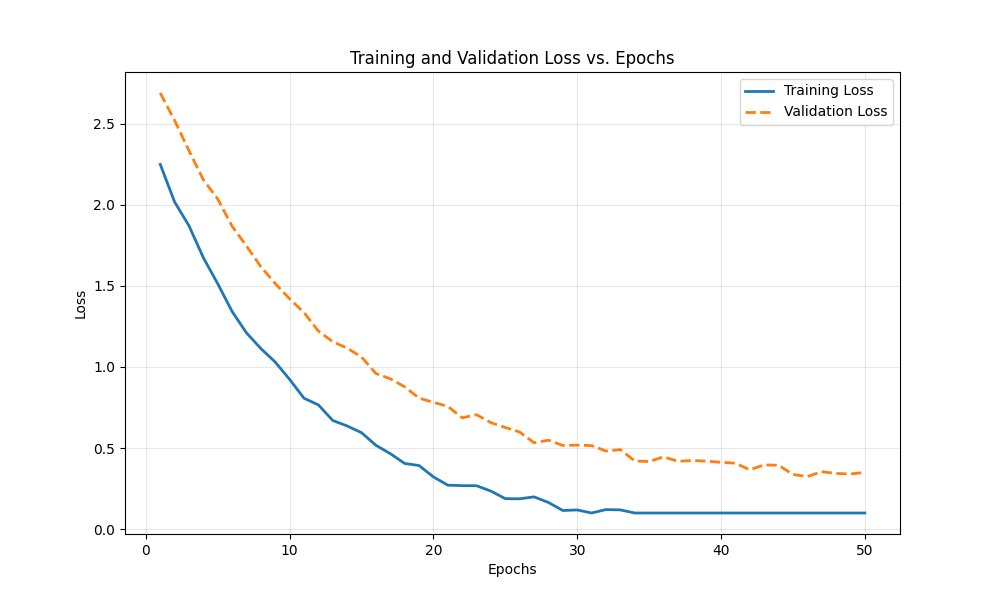 Training and Validation Loss vs. Epochs
Training Loss
Validation Loss
2.5
2.0
1.5
1.0
0.5
0.0
Loss
0 10 20 30 40 50
Epochs